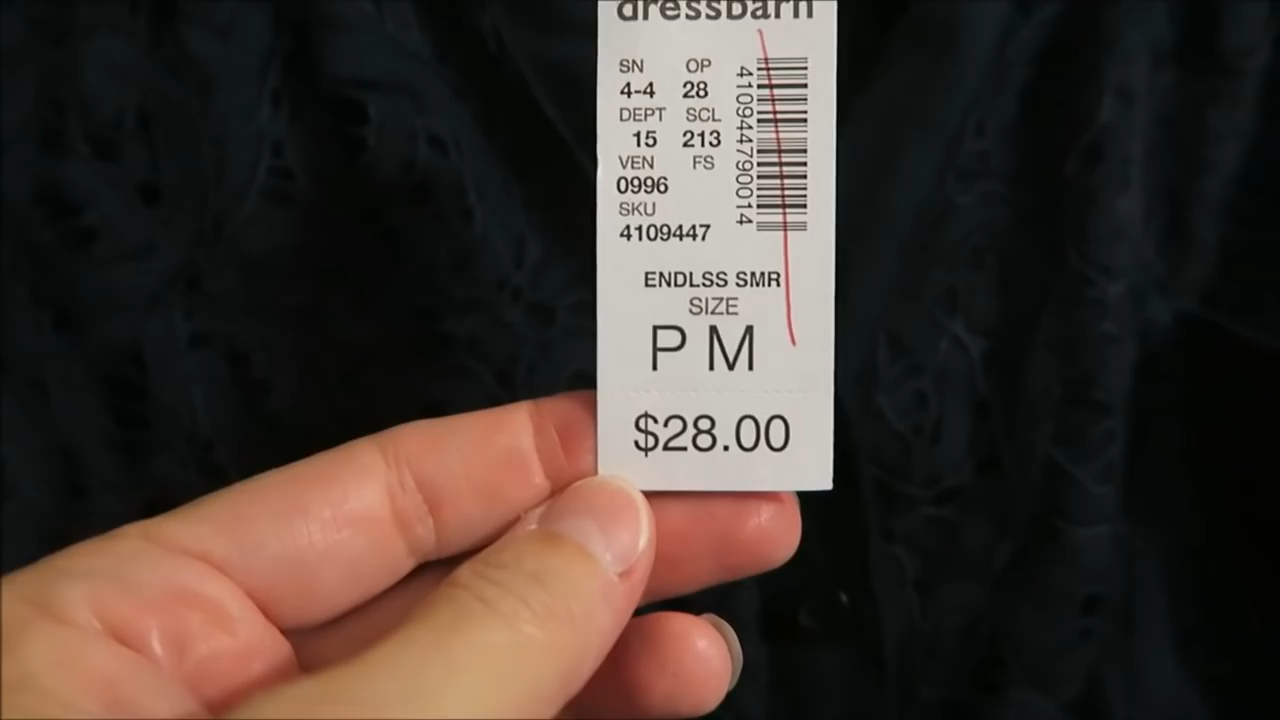 dressbarn
SN OP
4-4 28
DEPT SCL
15 213
VEN FS
0996
SKU
4109447
410944790014
ENDLSS SMR
SIZE
P M
$28.00